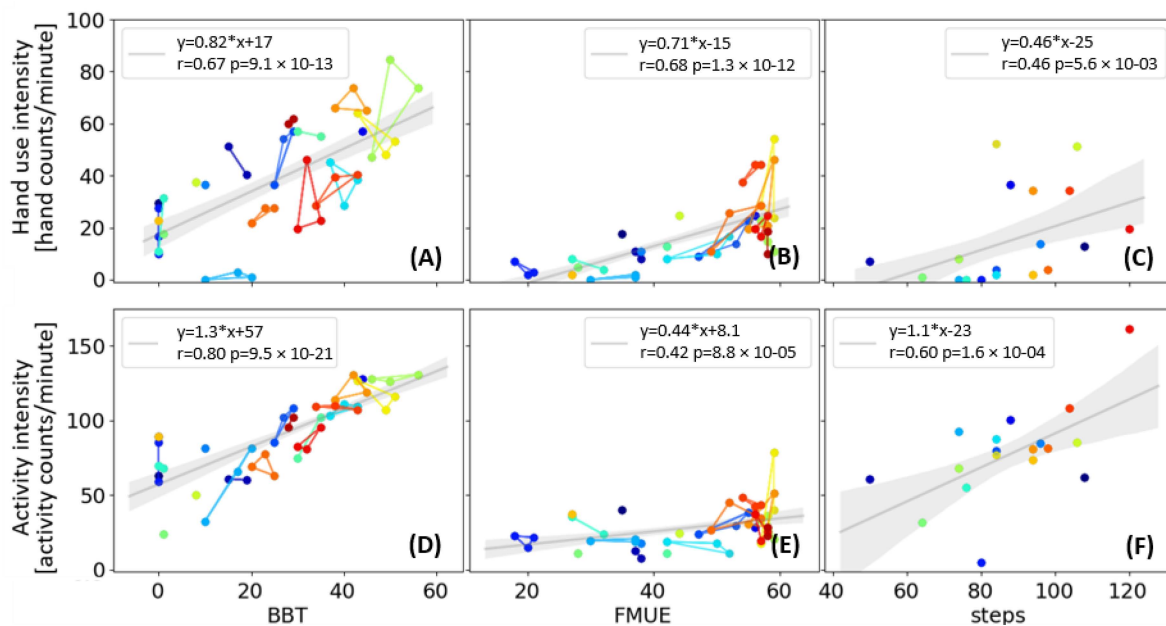 y=0.82*x+17
r=0.67 p=9.1 × 10-13
y=0.71*x-15
r=0.68 p=1.3 × 10-12
y=0.46*x-25
r=0.46 p=5.6 × 10-03
Hand use intensity
[hand counts/minute]
100
80
60
40
20
0
(A)
(B)
(C)
y=1.3*x+57
r=0.80 p=9.5 × 10-21
y=0.44*x+8.1
r=0.42 p=8.8 × 10-05
y=1.1*x-23
r=0.60 p=1.6 × 10-04
Activity intensity
[activity counts/minute]
150
100
50
0
(D)
(E)
(F)
0 20 40 60
20 40 60
40 60 80 100 120
BBT
FMUE
steps